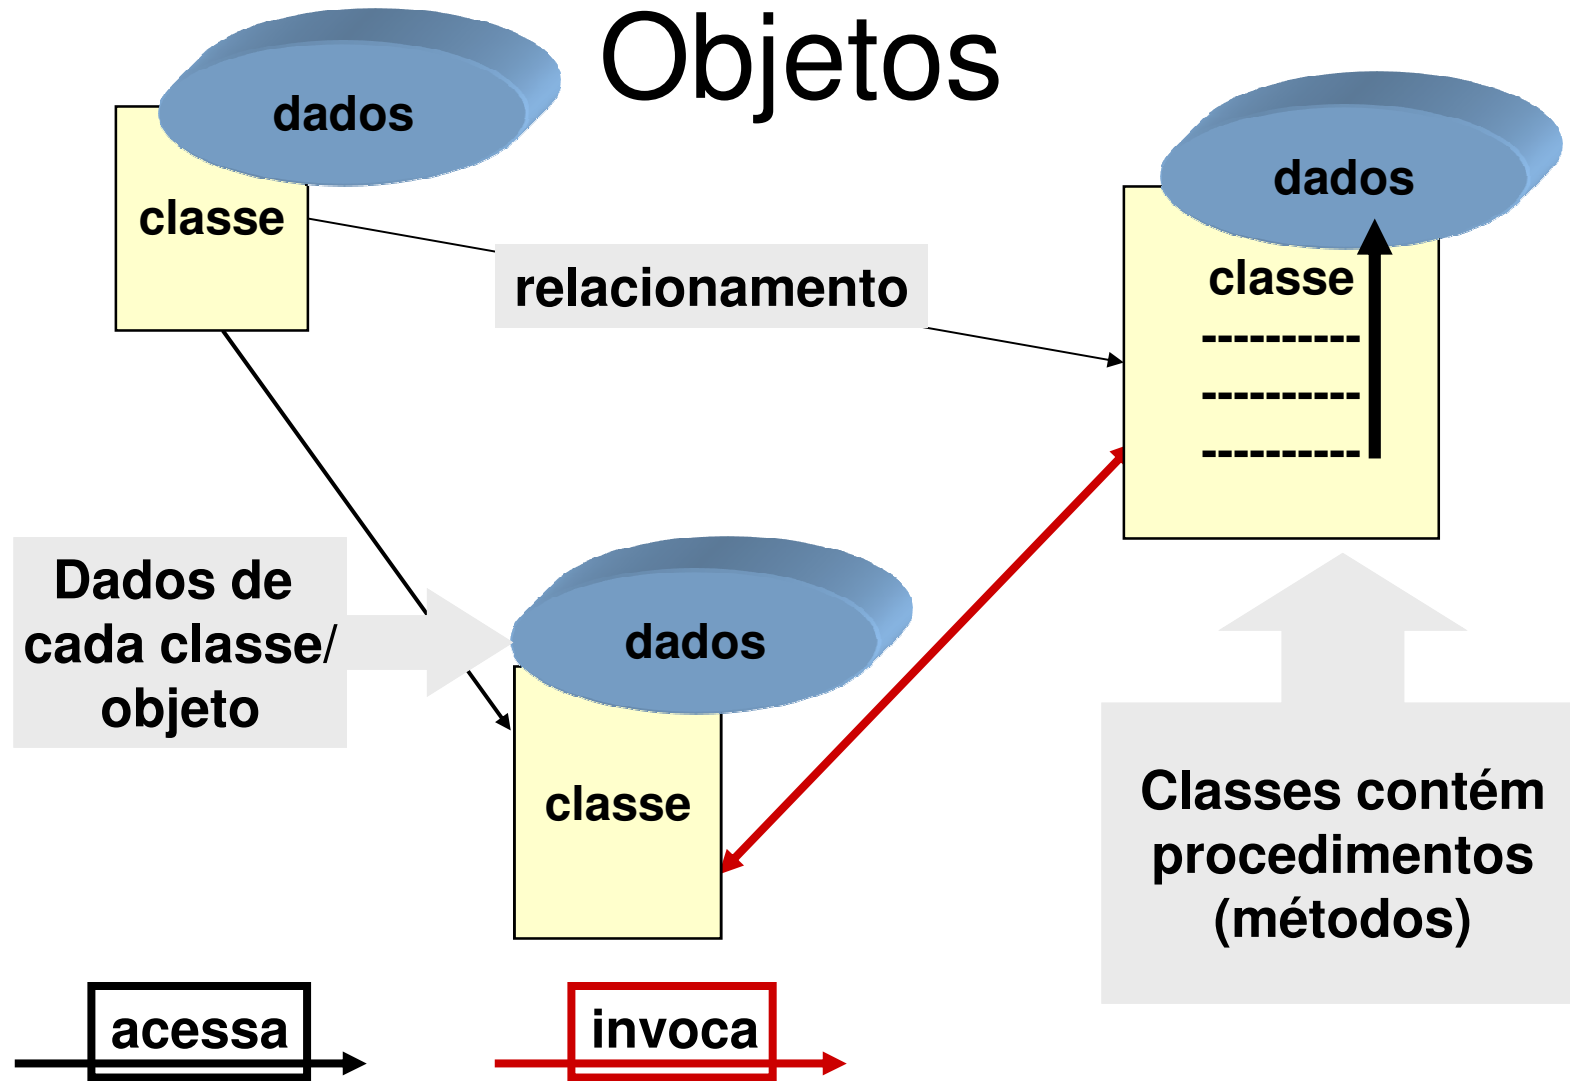 Objetos
dados
classe
relacionamento
dados
classe
----------
----------
----------
Dados de
cada classe/
objeto
dados
classe
Classes contém
procedimentos
(métodos)
acessa
invoca